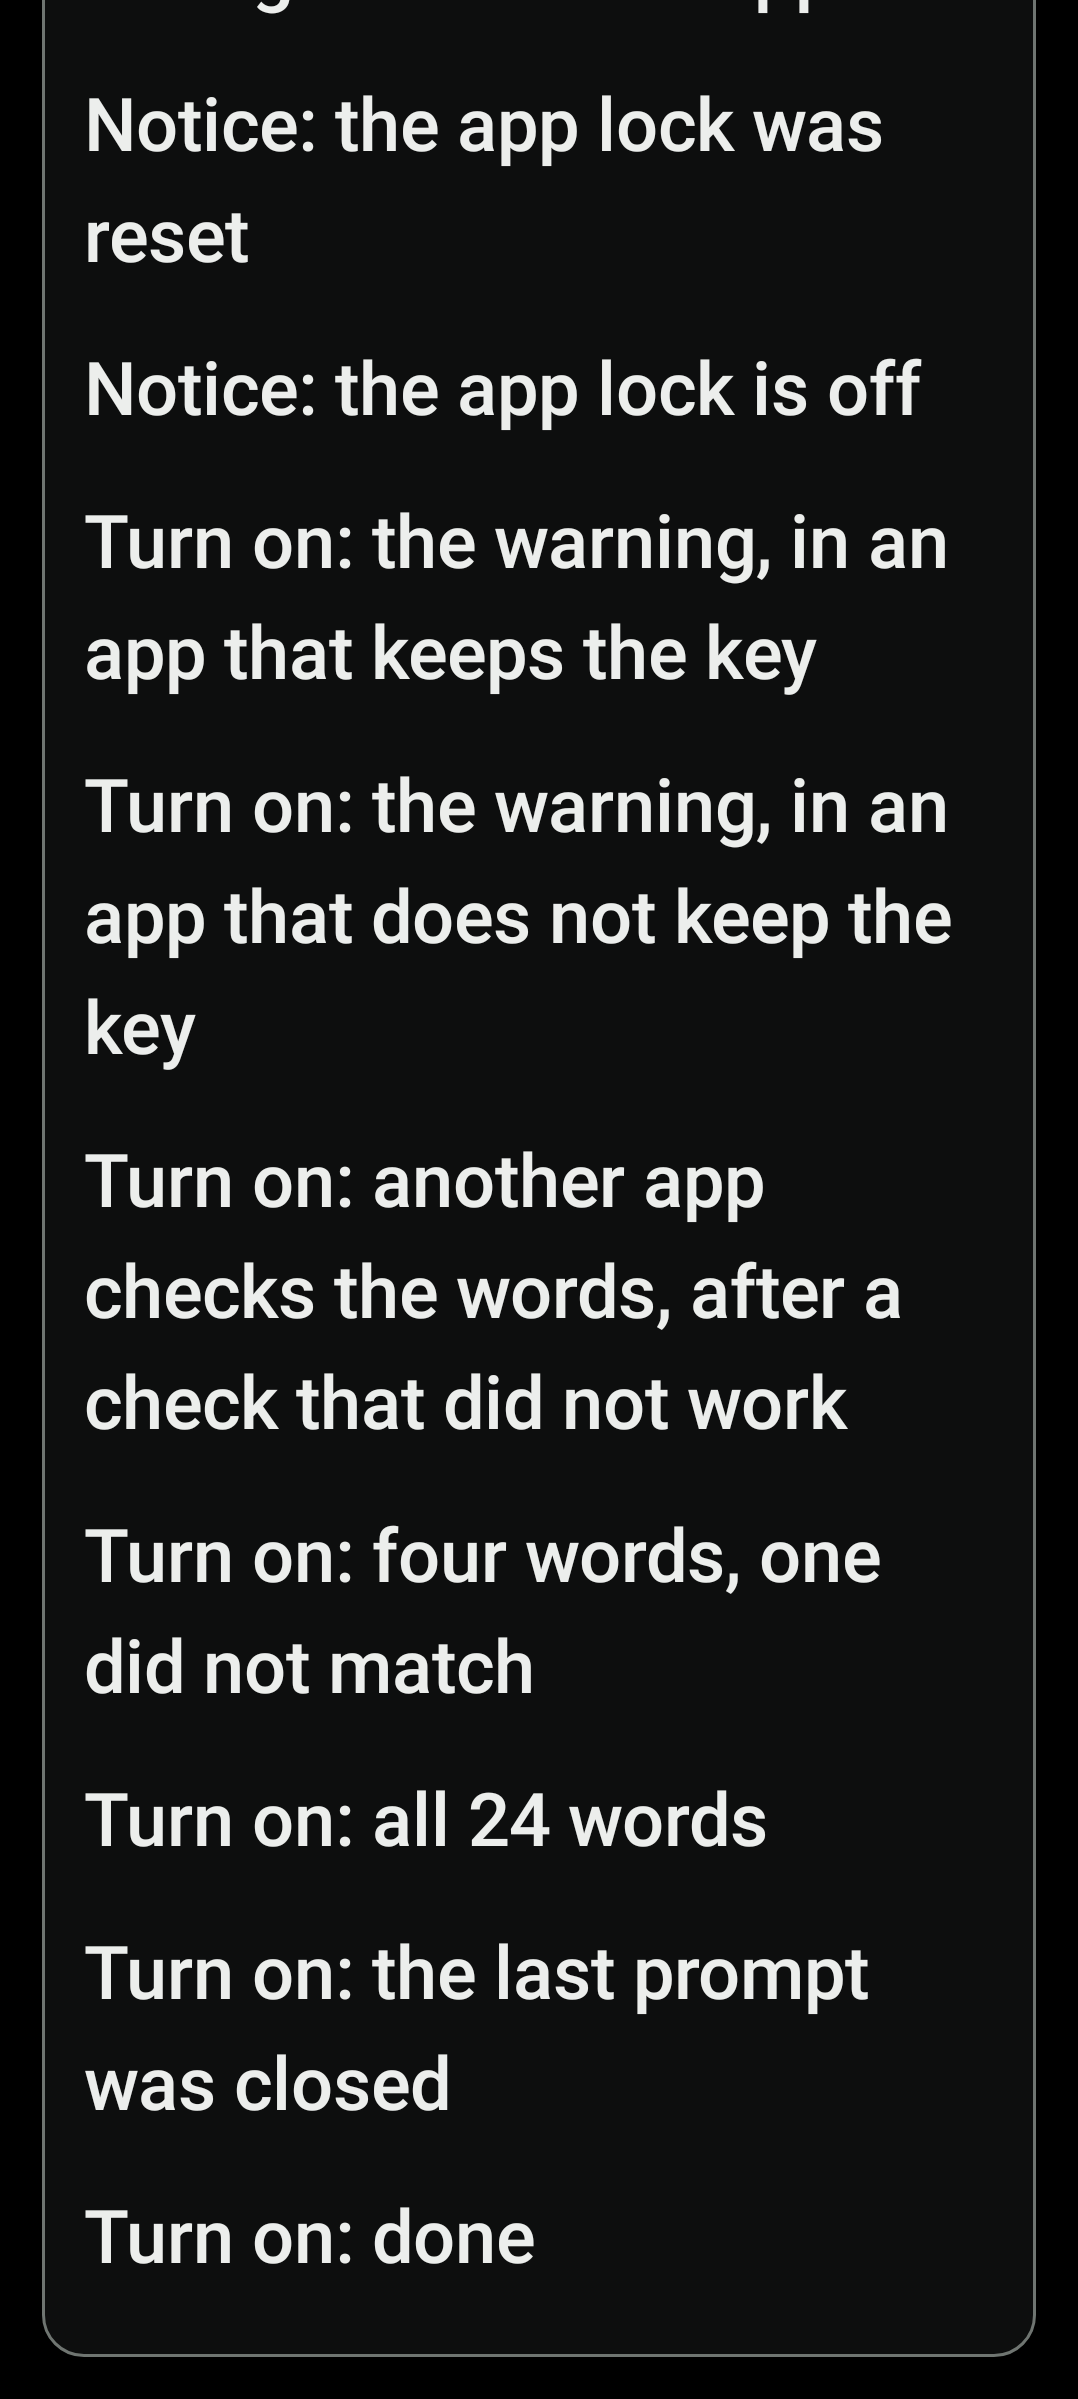 Notice: the app lock was
reset
Notice: the app lock is off
Turn on: the warning, in an
app that keeps the key
Turn on: the warning, in an
app that does not keep the
key
Turn on: another app
checks the words, after a
check that did not work
Turn on: four words, one
did not match
Turn on: all 24 words
Turn on: the last prompt
was closed
Turn on: done